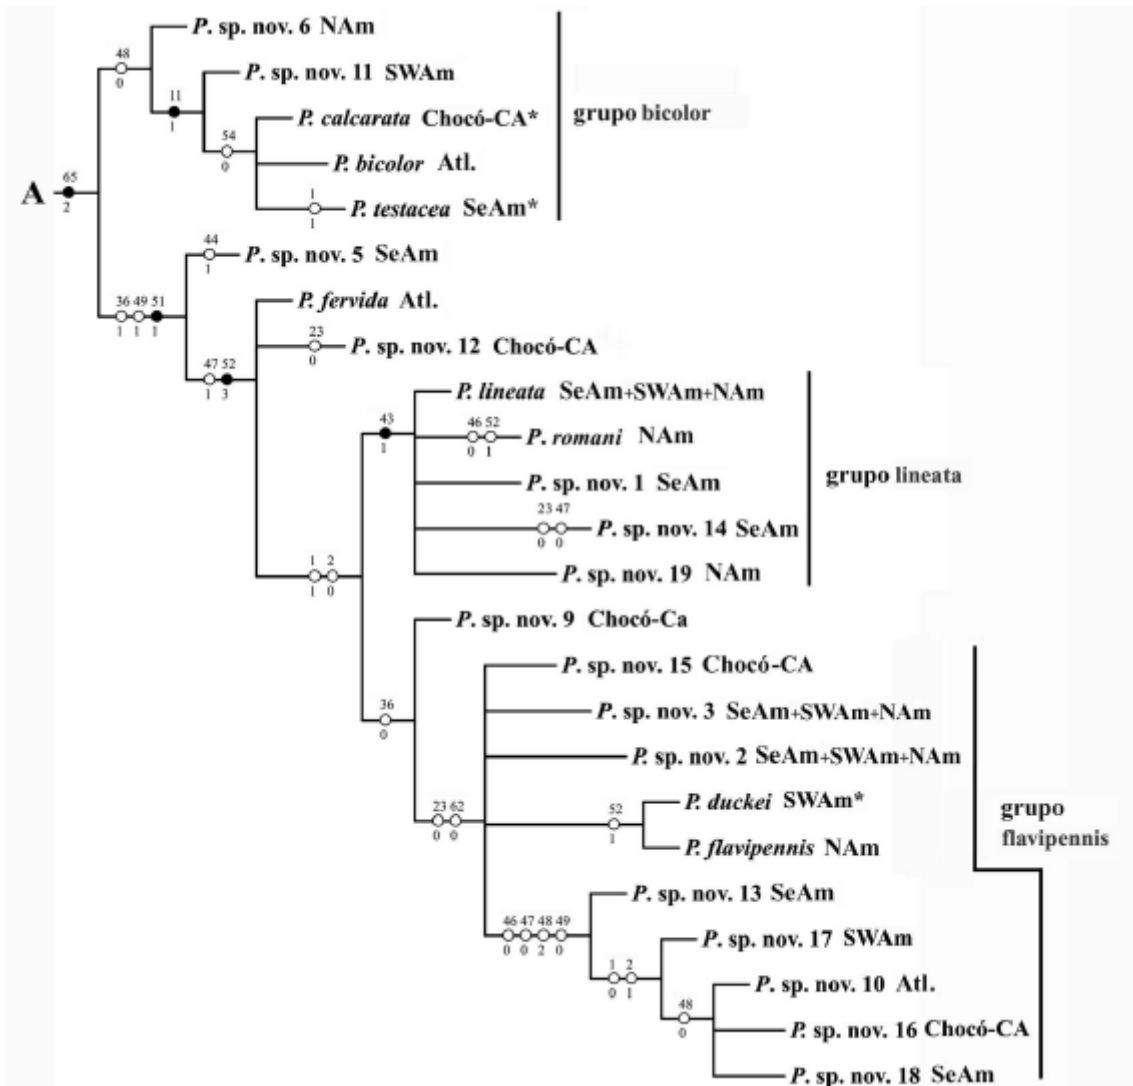 48
P. sp. nov. 6 NAm
0
P. sp. nov. 11 SWAm
11
1
P. calcarata Chocó-CA*
grupo bicolor
54
0
P. bicolor Atl.
65
A
2
1
P. testacea SeAm*
1
44
P. sp. nov. 5 SeAm
1
36 49 51
1 1 1
P. fervida Atl.
23
P. sp. nov. 12 Chocó-CA
0
47 52
1 3
P. lineata SeAm+SWAm+NAm
43
1
46 52
P. romani NAm
0 1
grupo lineata
P. sp. nov. 1 SeAm
23 47
P. sp. nov. 14 SeAm
0 0
1 2
P. sp. nov. 19 NAm
1 0
P. sp. nov. 9 Chocó-Ca
P. sp. nov. 15 Chocó-CA
36
P. sp. nov. 3 SeAm+SWAm+NAm
0
P. sp. nov. 2 SeAm+SWAm+NAm
P. duckei SWAm*
grupo
flavipennis
23 62
0 0
52
1
P. flavipennis NAm
P. sp. nov. 13 SeAm
46 47 48 49
0 0 2 0
P. sp. nov. 17 SWAm
1 2
0 1
P. sp. nov. 10 Atl.
48
0
P. sp. nov. 16 Chocó-CA
P. sp. nov. 18 SeAm